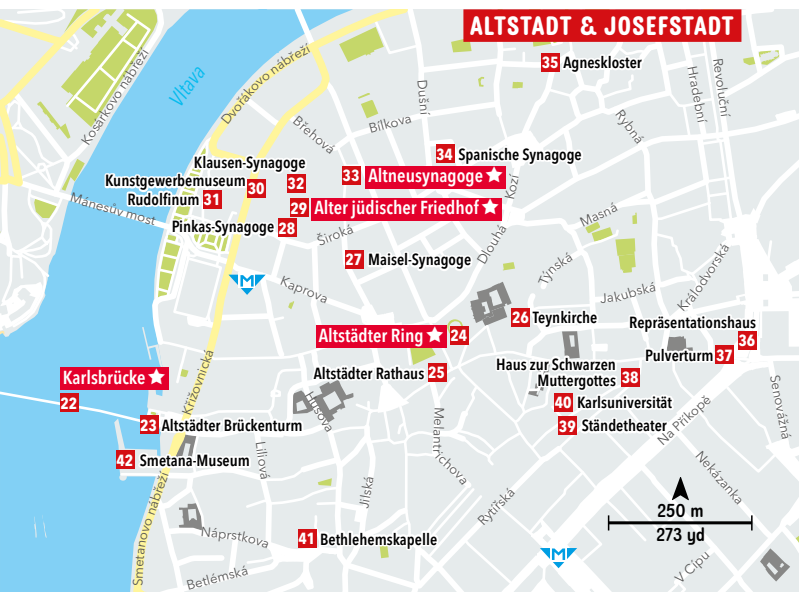 ALTSTADT & JOSEFSTADT
35 Agneskloster
Kosárkovo nábřeží
Vltava
Dvořákovo nábřeží
Dušní
Hradební
Revoluční
Břehová
Bílkova
Rybná
34 Spanische Synagoge
Klausen-Synagoge
32
33 Altneusynagoge
Kozí
Kunstgewerbemuseum
30
Rudolfinum 31
29 Alter jüdischer Friedhof
Mánesův most
Pinkas-Synagoge 28
Široká
Masná
Dlouhá
27 Maisel-Synagoge
Týnská
Královdvorská
M
Kaprova
Jakubská
26 Teynkirche
Repräsentationshaus
36
Altstädter Ring 24
Pulverturm 37
Haus zur Schwarzen
Muttergottes 38
Altstädter Rathaus 25
Karlsbrücke
22
Křižovnická
40 Karlsuniversität
Husova
Senovážná
23 Altstädter Brückenturm
39 Ständetheater
Na Příkopě
Melantrichova
42 Smetana-Museum
Liliová
Jilská
Nekázanka
Rytířská
250 m
273 yd
Smetanovo nábřeží
Náprstkova
41 Bethlehemskapelle
M
V Cípu
Betlémská